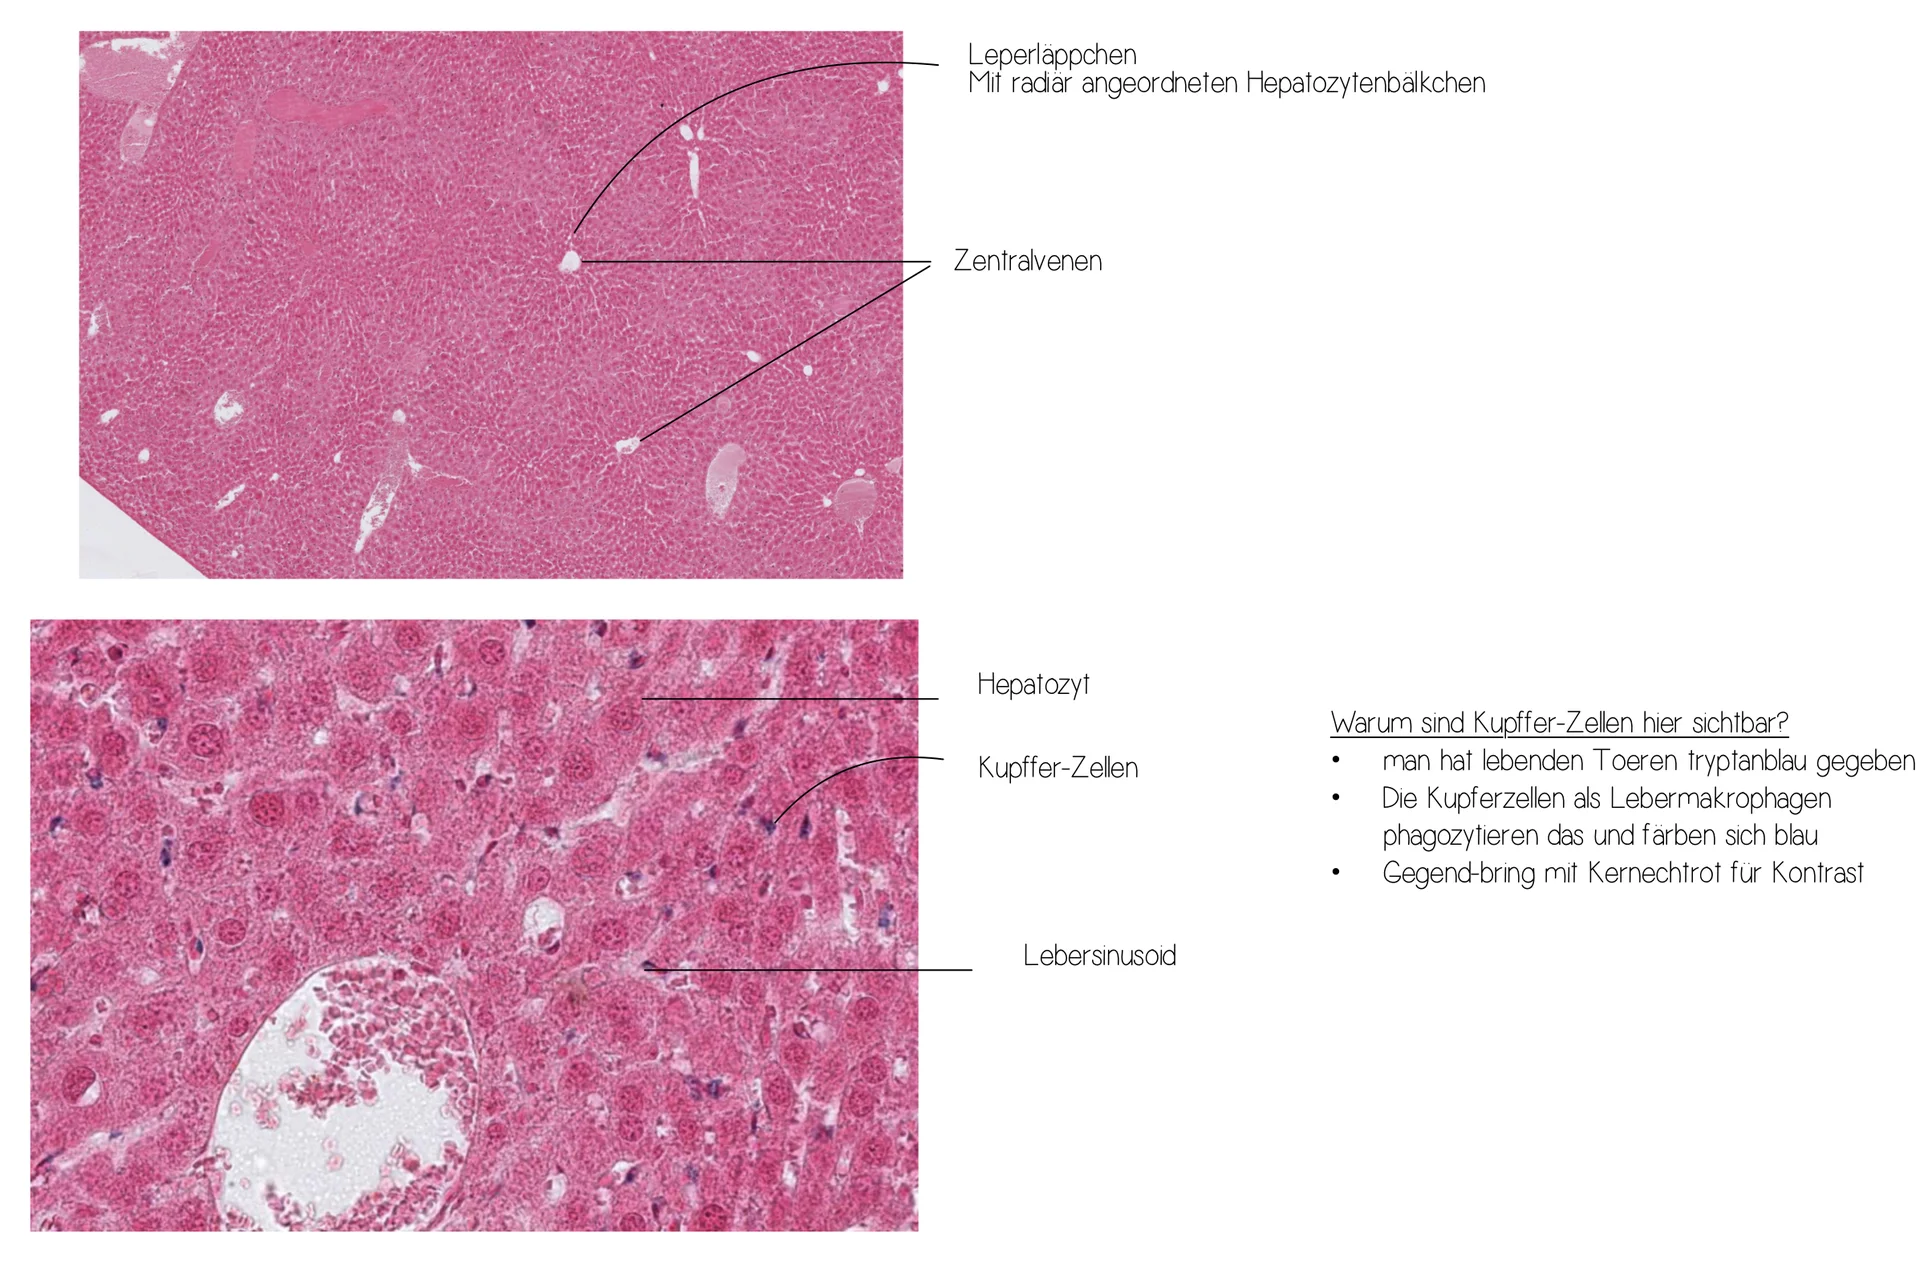 Leperläppchen
Mit radiär angeordneten Hepatozytenbälkchen
Zentralvenen
Hepatozyt
Kupffer-Zellen
Lebersinusoid
Warum sind Kupffer-Zellen hier sichtbar?
• man hat lebenden Toeren tryptanblau gegeben
• Die Kupferzellen als Lebermakrophagen
phagozytieren das und färben sich blau
• Gegend-bring mit Kernechtrot für Kontrast